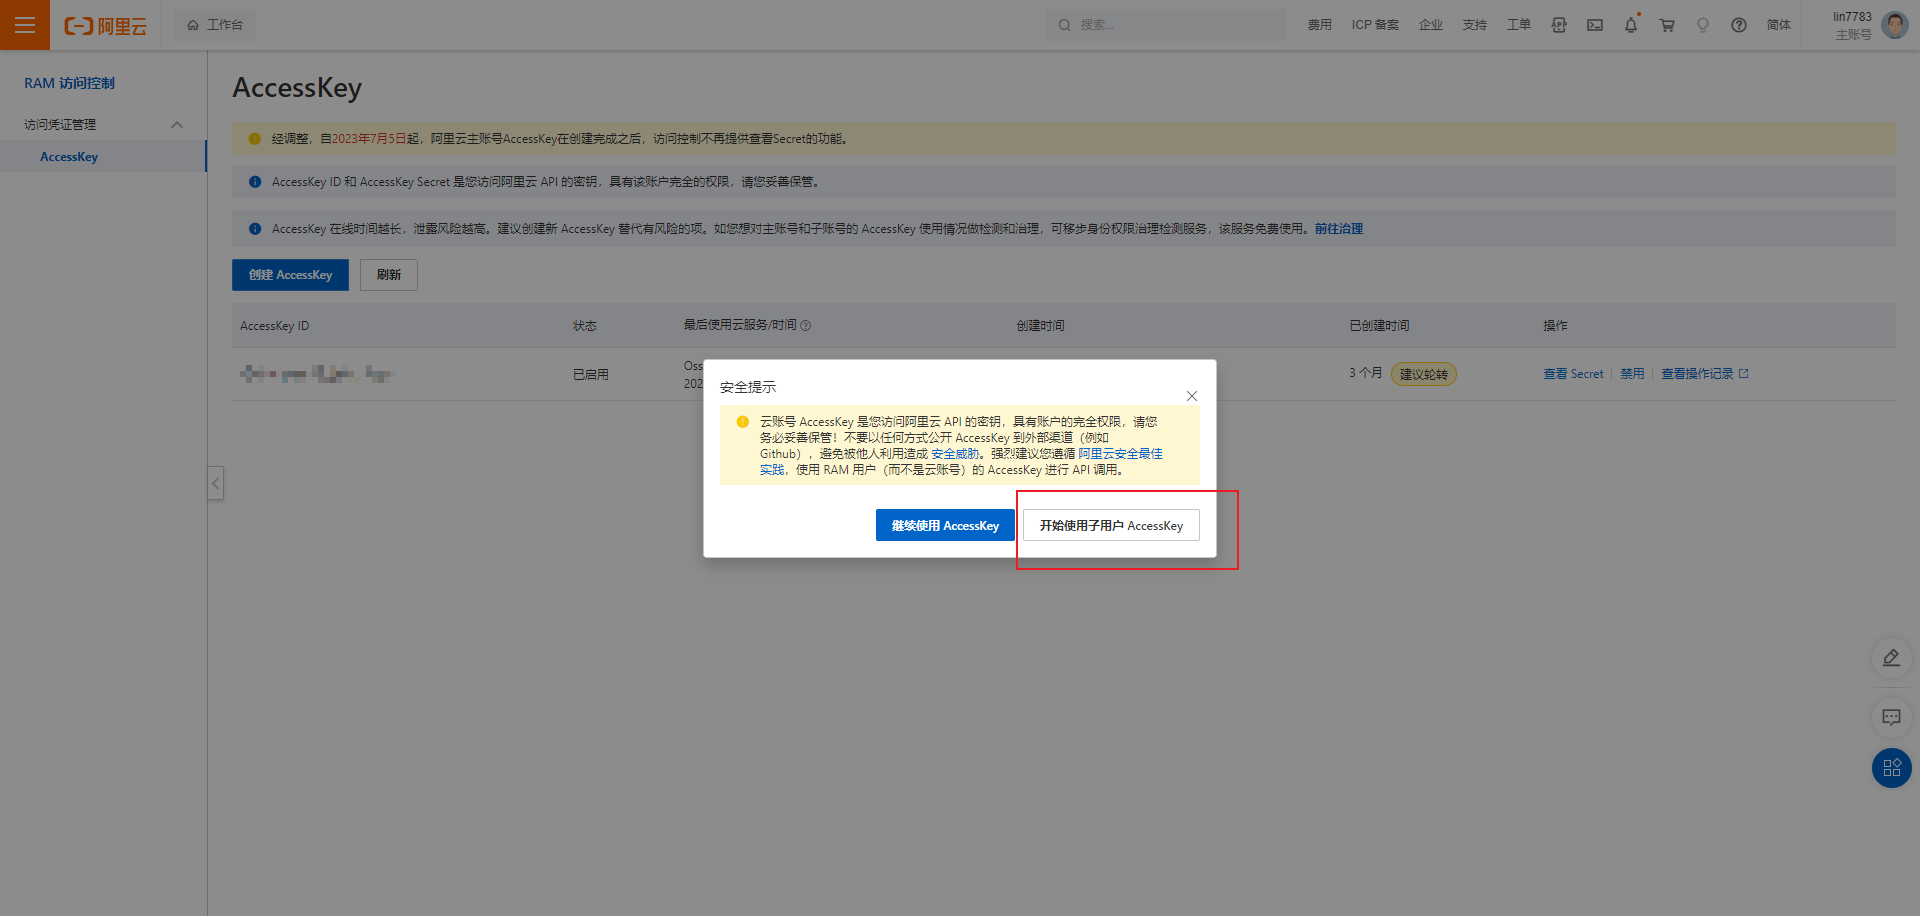 阿里云
工作台
搜索...
费用
ICP 备案
企业
支持
工单
简体
lin7783
主账号
RAM 访问控制
访问凭证管理
AccessKey
AccessKey
经调整，自2023年7月5日起，阿里云主账号AccessKey在创建完成之后，访问控制不再提供查看Secret的功能。
AccessKey ID 和 AccessKey Secret 是您访问阿里云 API 的密钥，具有该账户完全的权限，请您妥善保管。
AccessKey 在线时间越长，泄露风险越高。建议创建新 AccessKey 替代有风险的项。如您想对主账号和子账号的 AccessKey 使用情况做检测和治理，可移步身份权限治理检测服务，该服务免费使用。前往治理
创建 AccessKey
刷新
AccessKey ID
状态
最后使用云服务/时间
创建时间
已创建时间
操作
已启用
Oss
202
3 个月
建议轮转
查看 Secret
禁用
查看操作记录
安全提示
云账号 AccessKey 是您访问阿里云 API 的密钥，具有账户的完全权限，请您
务必妥善保管！不要以任何方式公开 AccessKey 到外部渠道（例如
Github），避免被他人利用造成 安全威胁。强烈建议您遵循 阿里云安全最佳
实践，使用 RAM 用户（而不是云账号）的 AccessKey 进行 API 调用。
继续使用 AccessKey
开始使用子用户 AccessKey